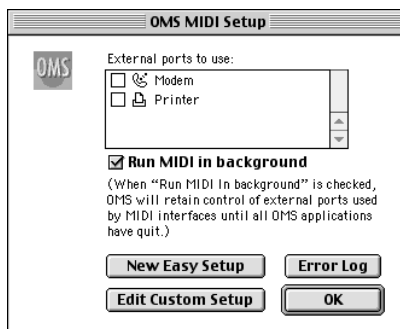 OMS MIDI Setup
OMS
External ports to use:
Modem
Printer
Run MIDI in background
(When “Run MIDI In background” is checked,
OMS will retain control of external ports used
by MIDI interfaces until all OMS applications
have quit.)
New Easy Setup
Error Log
Edit Custom Setup
OK